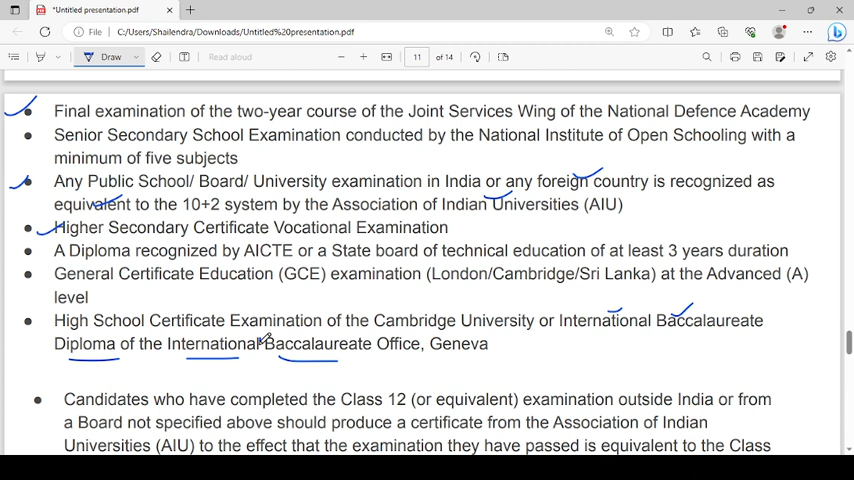 *Untitled presentation.pdf
File
C:/Users/Shailendra/Downloads/Untitled%20presentation.pdf
Draw
Read aloud
11
of 14
Final examination of the two-year course of the Joint Services Wing of the National Defence Academy
Senior Secondary School Examination conducted by the National Institute of Open Schooling with a
minimum of five subjects
Any Public School/ Board/ University examination in India or any foreign country is recognized as
equivalent to the 10+2 system by the Association of Indian Universities (AIU)
Higher Secondary Certificate Vocational Examination
A Diploma recognized by AICTE or a State board of technical education of at least 3 years duration
General Certificate Education (GCE) examination (London/Cambridge/Sri Lanka) at the Advanced (A)
level
High School Certificate Examination of the Cambridge University or International Baccalaureate
Diploma of the International Baccalaureate Office, Geneva
Candidates who have completed the Class 12 (or equivalent) examination outside India or from
a Board not specified above should produce a certificate from the Association of Indian
Universities (AIU) to the effect that the examination they have passed is equivalent to the Class